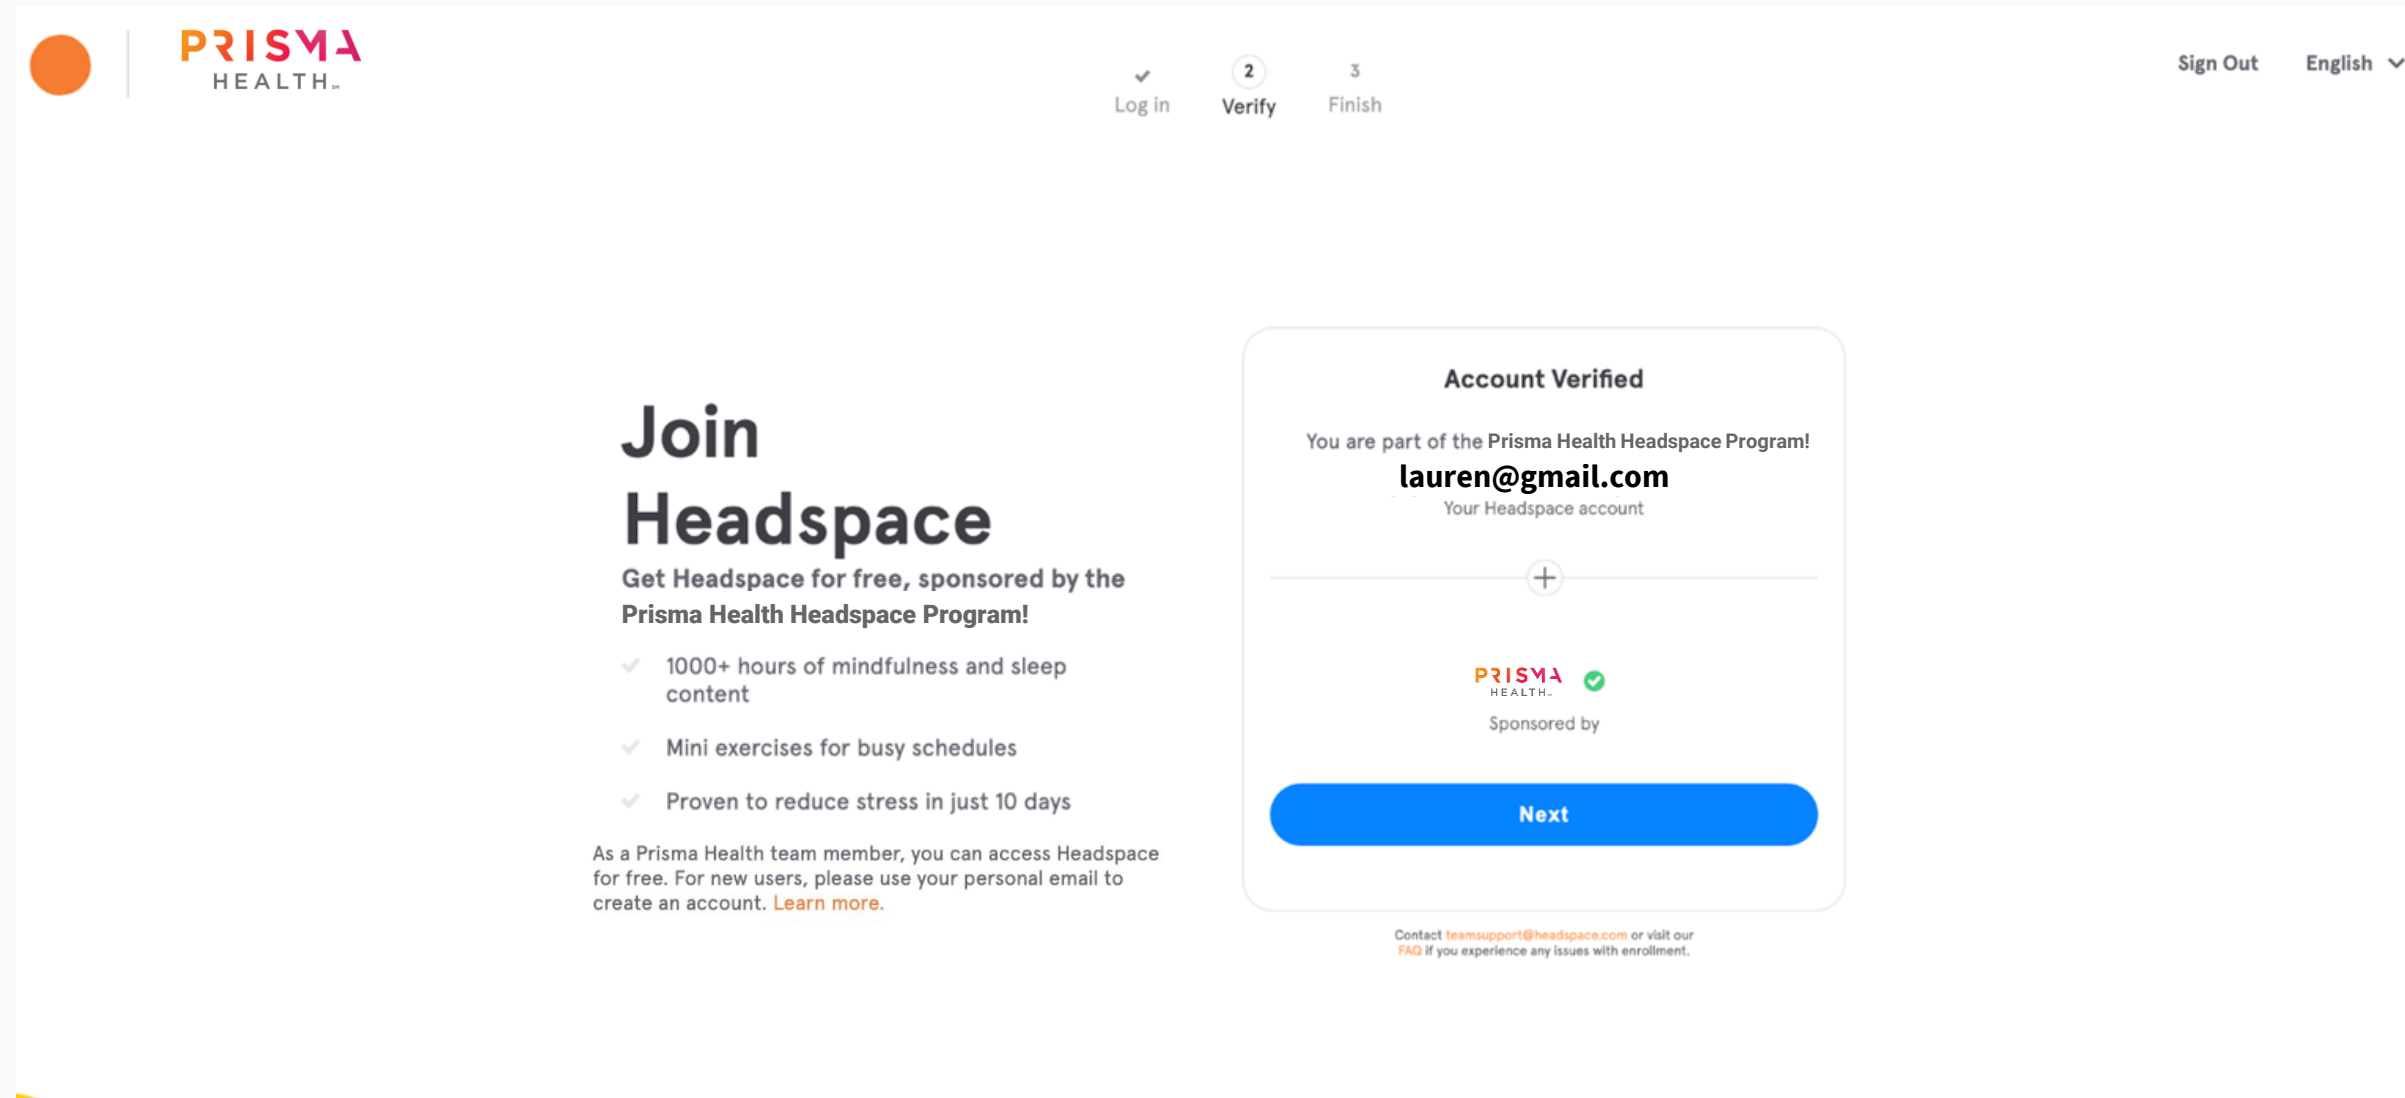 PRISMA
HEALTH℠
Log in
2
Verify
3
Finish
Sign Out
English
Join
Headspace
Get Headspace for free, sponsored by the
Prisma Health Headspace Program!
1000+ hours of mindfulness and sleep
content
Mini exercises for busy schedules
Proven to reduce stress in just 10 days
As a Prisma Health team member, you can access Headspace
for free. For new users, please use your personal email to
create an account. Learn more.
Account Verified
You are part of the Prisma Health Headspace Program!
lauren@gmail.com
Your Headspace account
PRISMA
HEALTH℠
Sponsored by
Next
Contact teamsupport@headspace.com or visit our
FAQ if you experience any issues with enrollment.